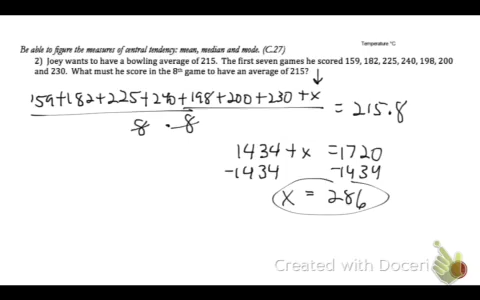 Temperature °C
Be able to figure the measures of central tendency: mean, median and mode. (C.27)
2) Joey wants to have a bowling average of 215. The first seven games he scored 159, 182, 225, 240, 198, 200
and 230. What must he score in the 8th game to have an average of 215?
159+182+225+240+198+200+230+x
8 · 8
= 215·8
1434+x =1720
-1434 -1434
x = 286
Created with Doceri